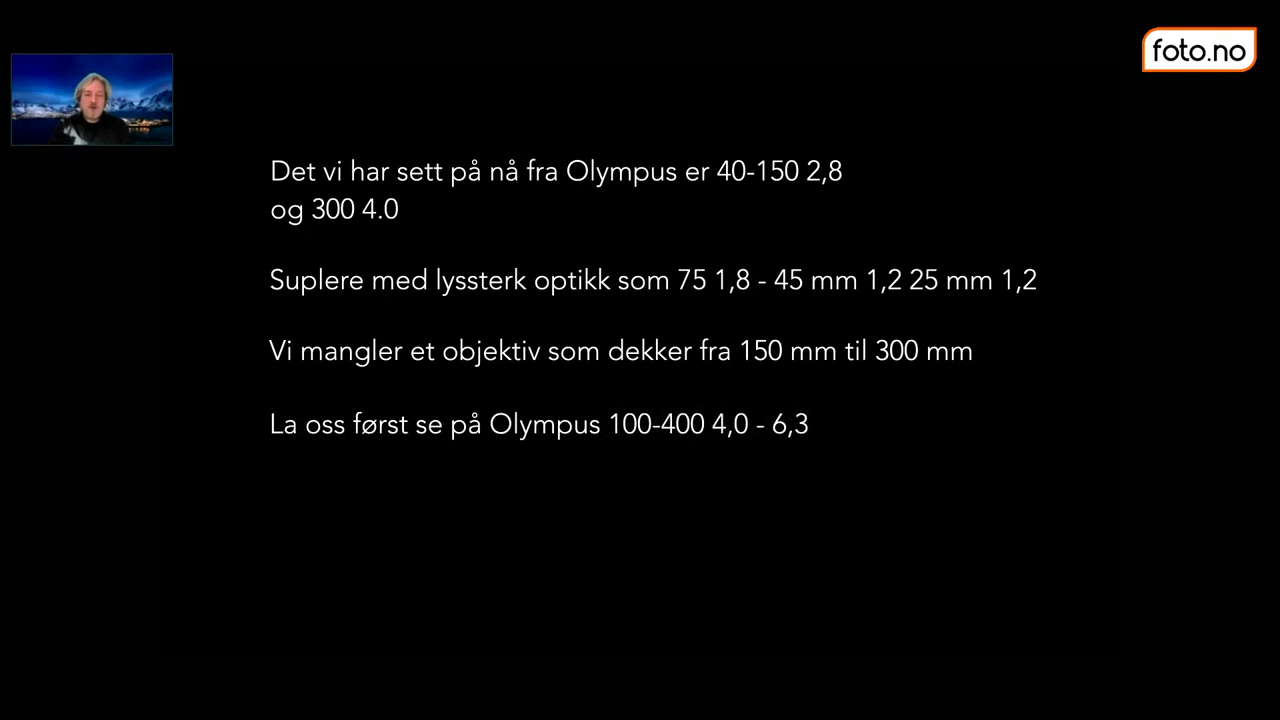 foto.no
Det vi har sett på nå fra Olympus er 40-150 2,8
og 300 4.0
Suplere med lyssterk optikk som 75 1,8 - 45 mm 1,2 25 mm 1,2
Vi mangler et objektiv som dekker fra 150 mm til 300 mm
La oss først se på Olympus 100-400 4,0 - 6,3